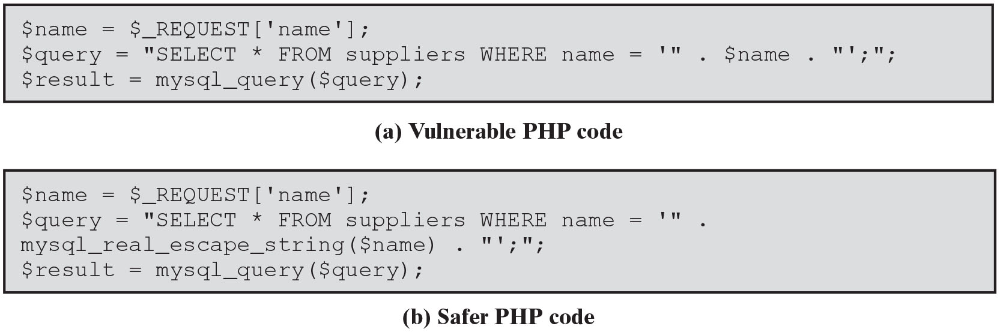 $name = $_REQUEST['name'];
$query = "SELECT * FROM suppliers WHERE name = '" . $name . "';";
$result = mysql_query($query);
(a) Vulnerable PHP code
$name = $_REQUEST['name'];
$query = "SELECT * FROM suppliers WHERE name = '" .
mysql_real_escape_string($name) . "';";
$result = mysql_query($query);
(b) Safer PHP code